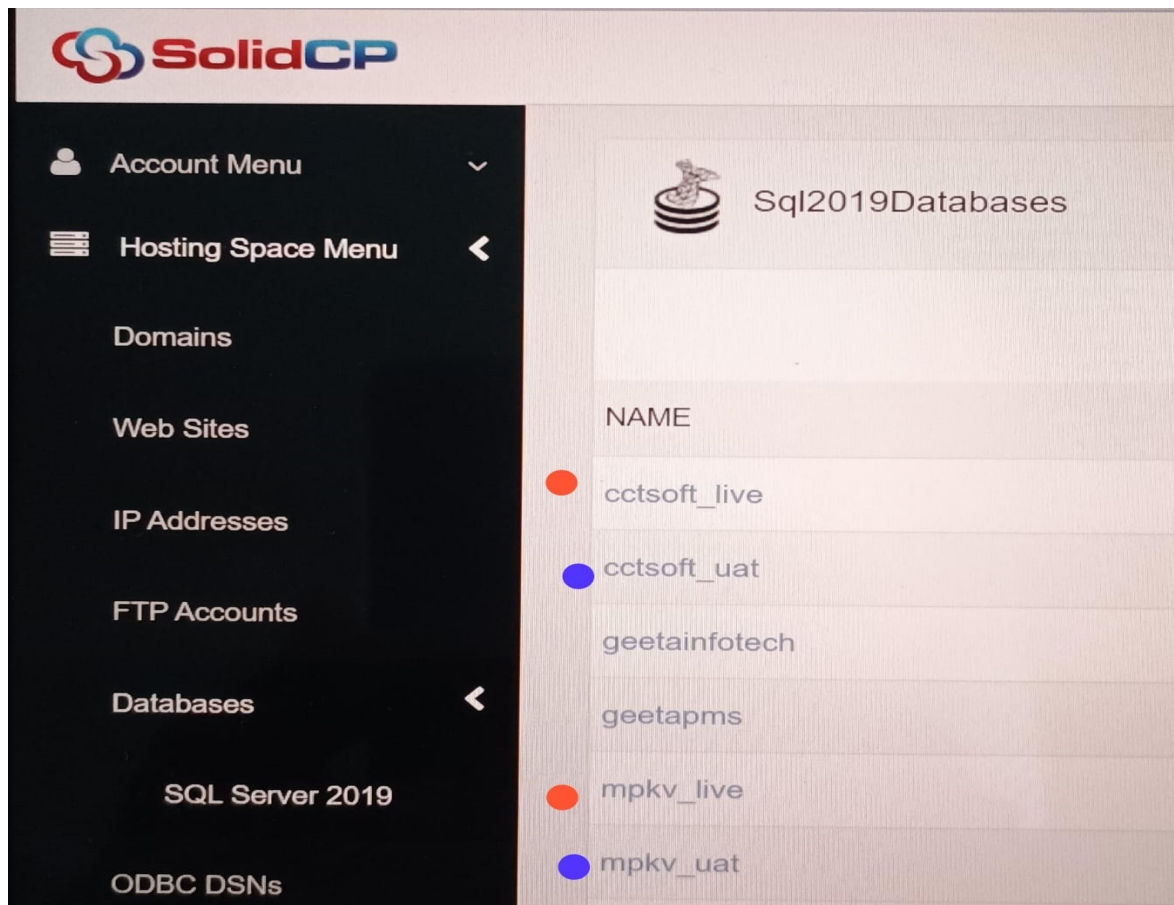 SolidCP
Account Menu
Hosting Space Menu
Domains
Web Sites
IP Addresses
FTP Accounts
Databases
SQL Server 2019
ODBC DSNs
Sql2019Databases
NAME
cctsoft_live
cctsoft_uat
geetainfotech
geetapms
mpkv_live
mpkv_uat